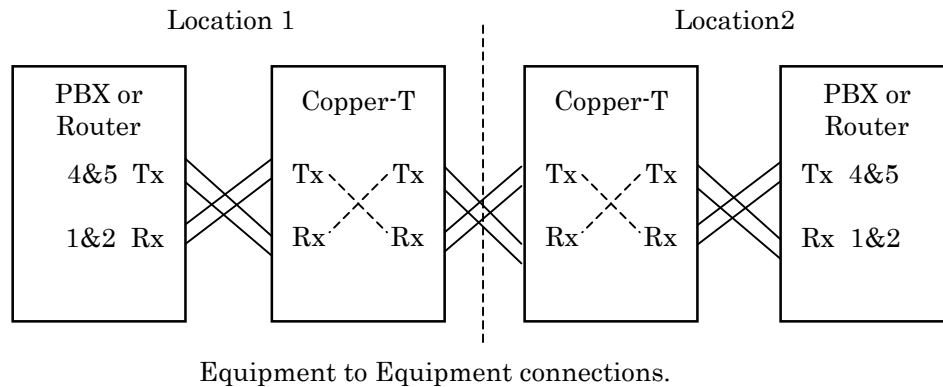 Location 1 Location2
PBX or Router Copper-T Copper-T PBX or Router
4&5 Tx Tx Tx Tx Tx Tx 4&5
1&2 Rx Rx Rx Rx Rx Rx 1&2
Equipment to Equipment connections.